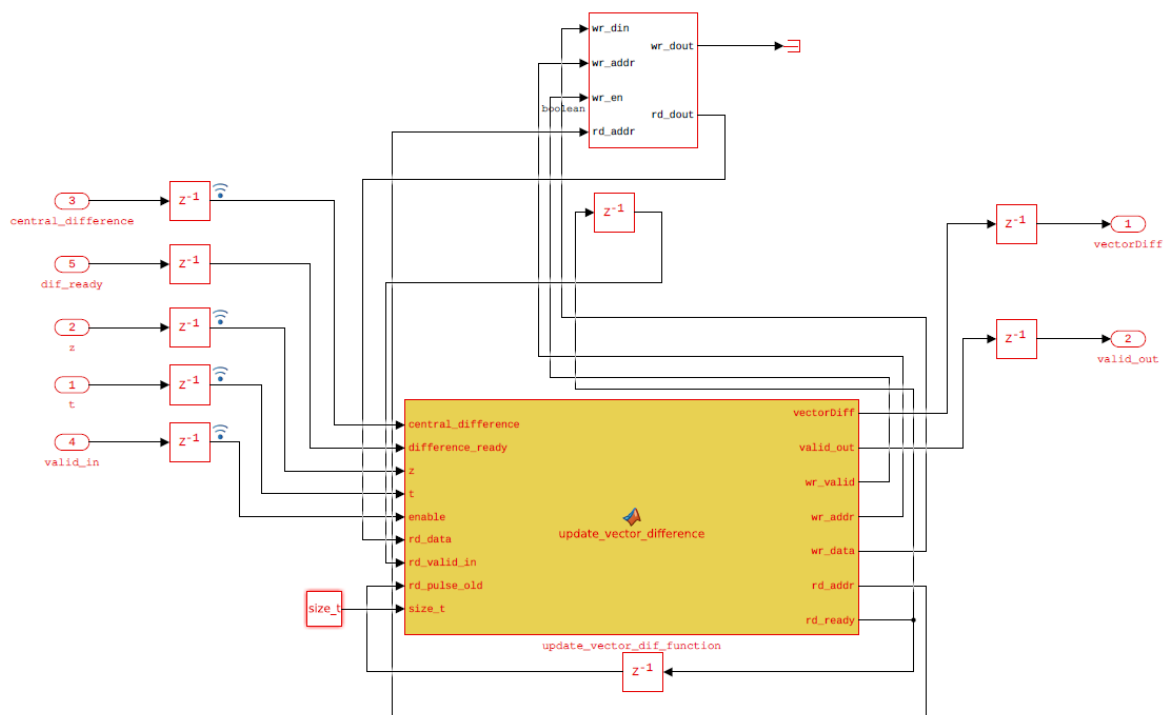 wr_din
wr_dout
wr_addr
wr_en
boolean
rd_dout
rd_addr
3
Z-1
central_difference
Z-1
Z-1
1
vectorDiff
5
Z-1
dif_ready
2
Z-1
z
Z-1
2
valid_out
1
Z-1
t
4
Z-1
valid_in
central_difference
vectorDiff
difference_ready
valid_out
z
wr_valid
t
enable
wr_addr
update_vector_difference
rd_data
wr_data
rd_valid_in
rd_pulse_old
rd_addr
size_t
size_t
rd_ready
update_vector_dif_function
Z-1